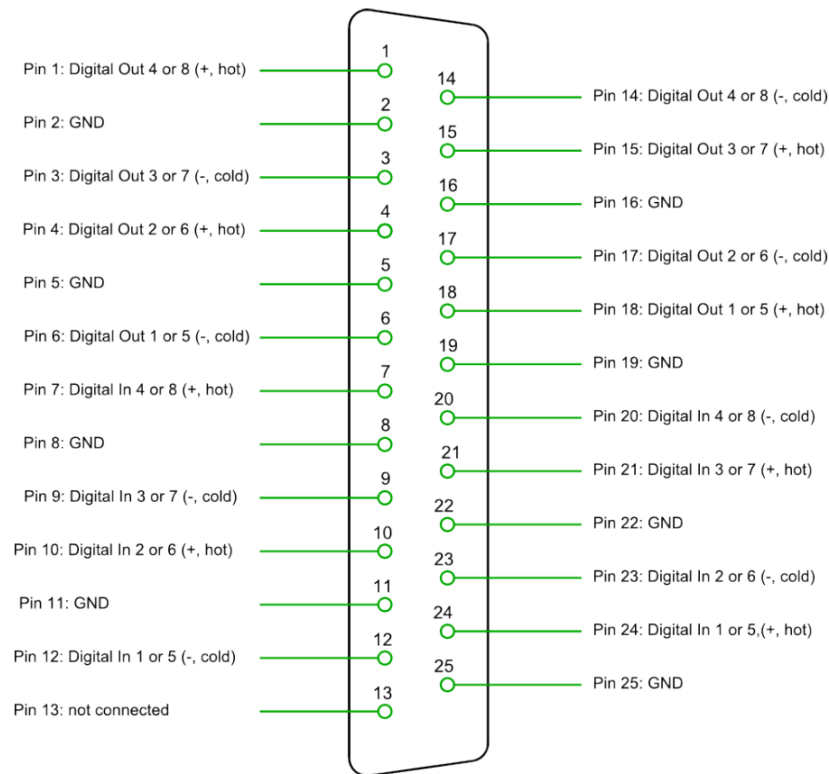 1
Pin 1: Digital Out 4 or 8 (+, hot)
14
Pin 14: Digital Out 4 or 8 (-, cold)
2
Pin 2: GND
15
Pin 15: Digital Out 3 or 7 (+, hot)
3
Pin 3: Digital Out 3 or 7 (-, cold)
16
Pin 16: GND
4
Pin 4: Digital Out 2 or 6 (+, hot)
17
Pin 17: Digital Out 2 or 6 (-, cold)
5
Pin 5: GND
18
Pin 18: Digital Out 1 or 5 (+, hot)
6
Pin 6: Digital Out 1 or 5 (-, cold)
19
Pin 19: GND
7
Pin 7: Digital In 4 or 8 (+, hot)
20
Pin 20: Digital In 4 or 8 (-, cold)
8
Pin 8: GND
21
Pin 21: Digital In 3 or 7 (+, hot)
9
Pin 9: Digital In 3 or 7 (-, cold)
22
Pin 22: GND
10
Pin 10: Digital In 2 or 6 (+, hot)
23
Pin 23: Digital In 2 or 6 (-, cold)
11
Pin 11: GND
24
Pin 24: Digital In 1 or 5,(+, hot)
12
Pin 12: Digital In 1 or 5 (-, cold)
25
Pin 25: GND
13
Pin 13: not connected